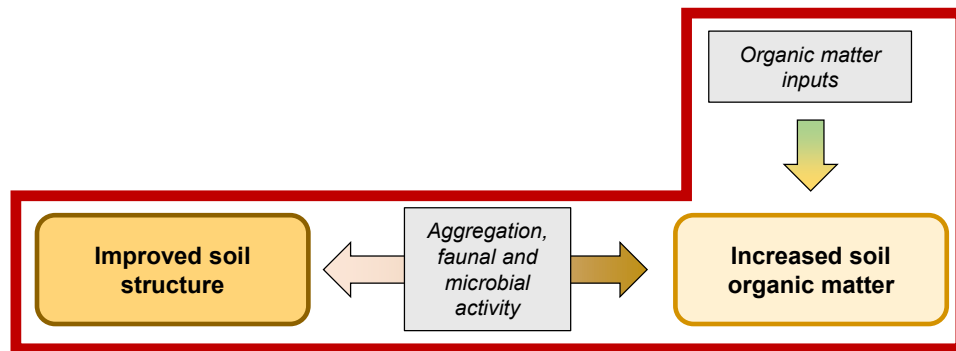 Organic matter
inputs
Improved soil
structure
Aggregation,
faunal and
microbial
activity
Increased soil
organic matter